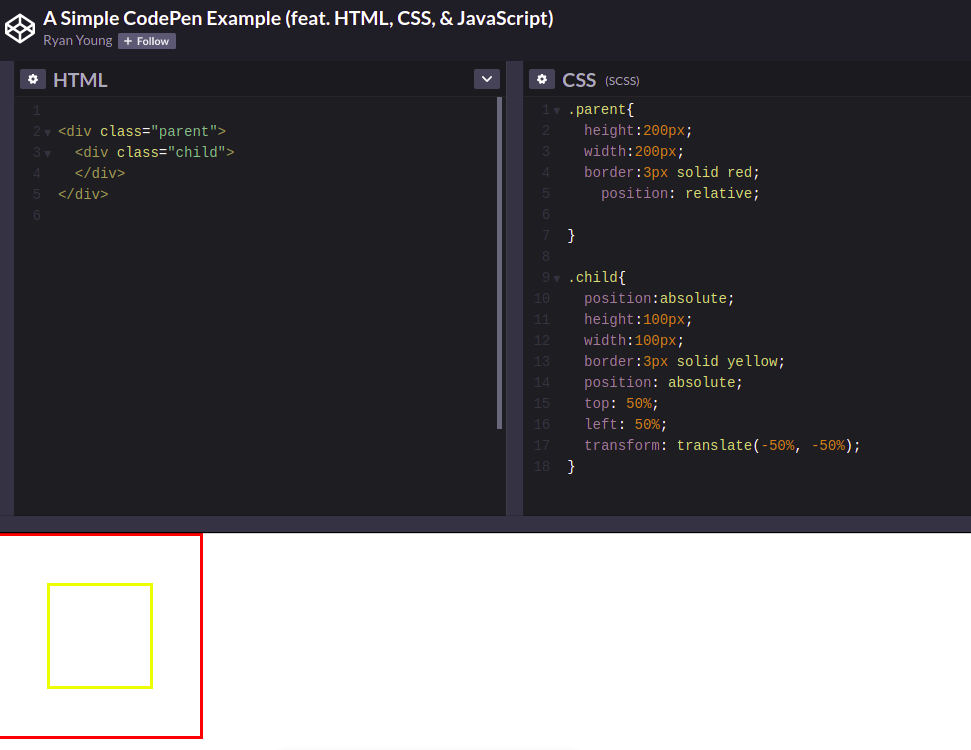 A Simple CodePen Example (feat. HTML, CSS, & JavaScript)
Ryan Young + Follow
HTML
1
2 <div class="parent">
3 <div class="child">
4 </div>
5 </div>
6
CSS (SCSS)
1 .parent{
2 height:200px;
3 width:200px;
4 border:3px solid red;
5 position: relative;
6
7 }
8
9 .child{
10 position:absolute;
11 height:100px;
12 width:100px;
13 border:3px solid yellow;
14 position: absolute;
15 top: 50%;
16 left: 50%;
17 transform: translate(-50%, -50%);
18 }